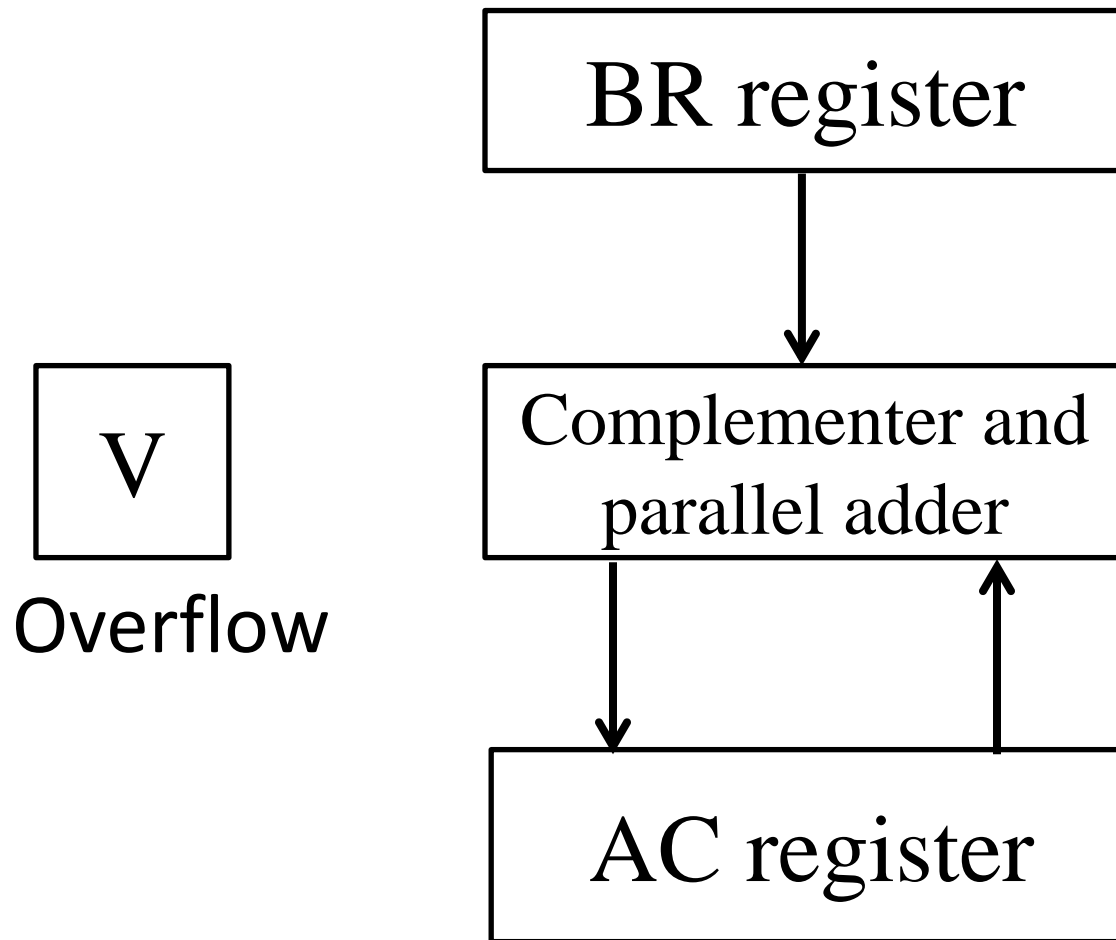 BR register
V
Complementer and
parallel adder
Overflow
AC register